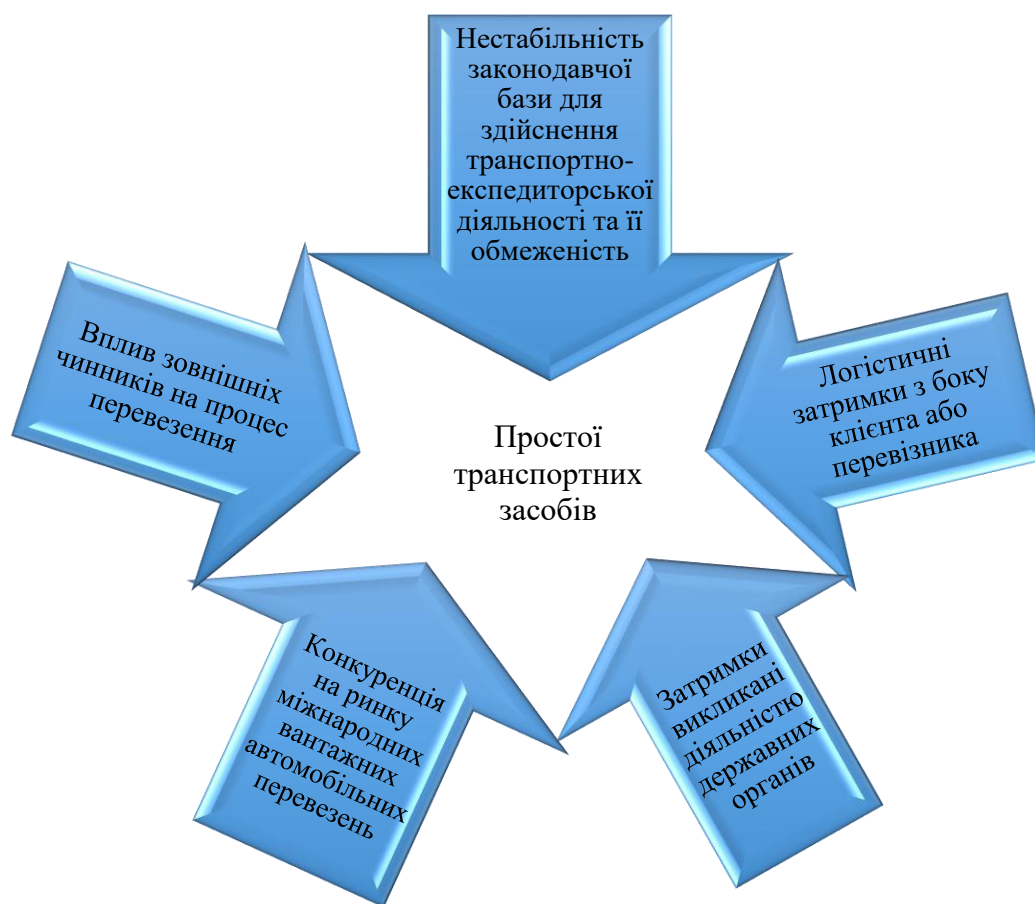 Нестабільність
законодавчої
бази для
здійснення
транспортно-
експедиторської
діяльності та її
обмеженість
Вплив зовнішніх
чинників на процес
перевезення
Логістичні
затримки з боку
клієнта або
перевізника
Простої
транспортних
засобів
Конкуренція
на ринку
міжнародних
вантажних
автомобільних
перевезень
Затримки
викликані
діяльністю
державних
органів